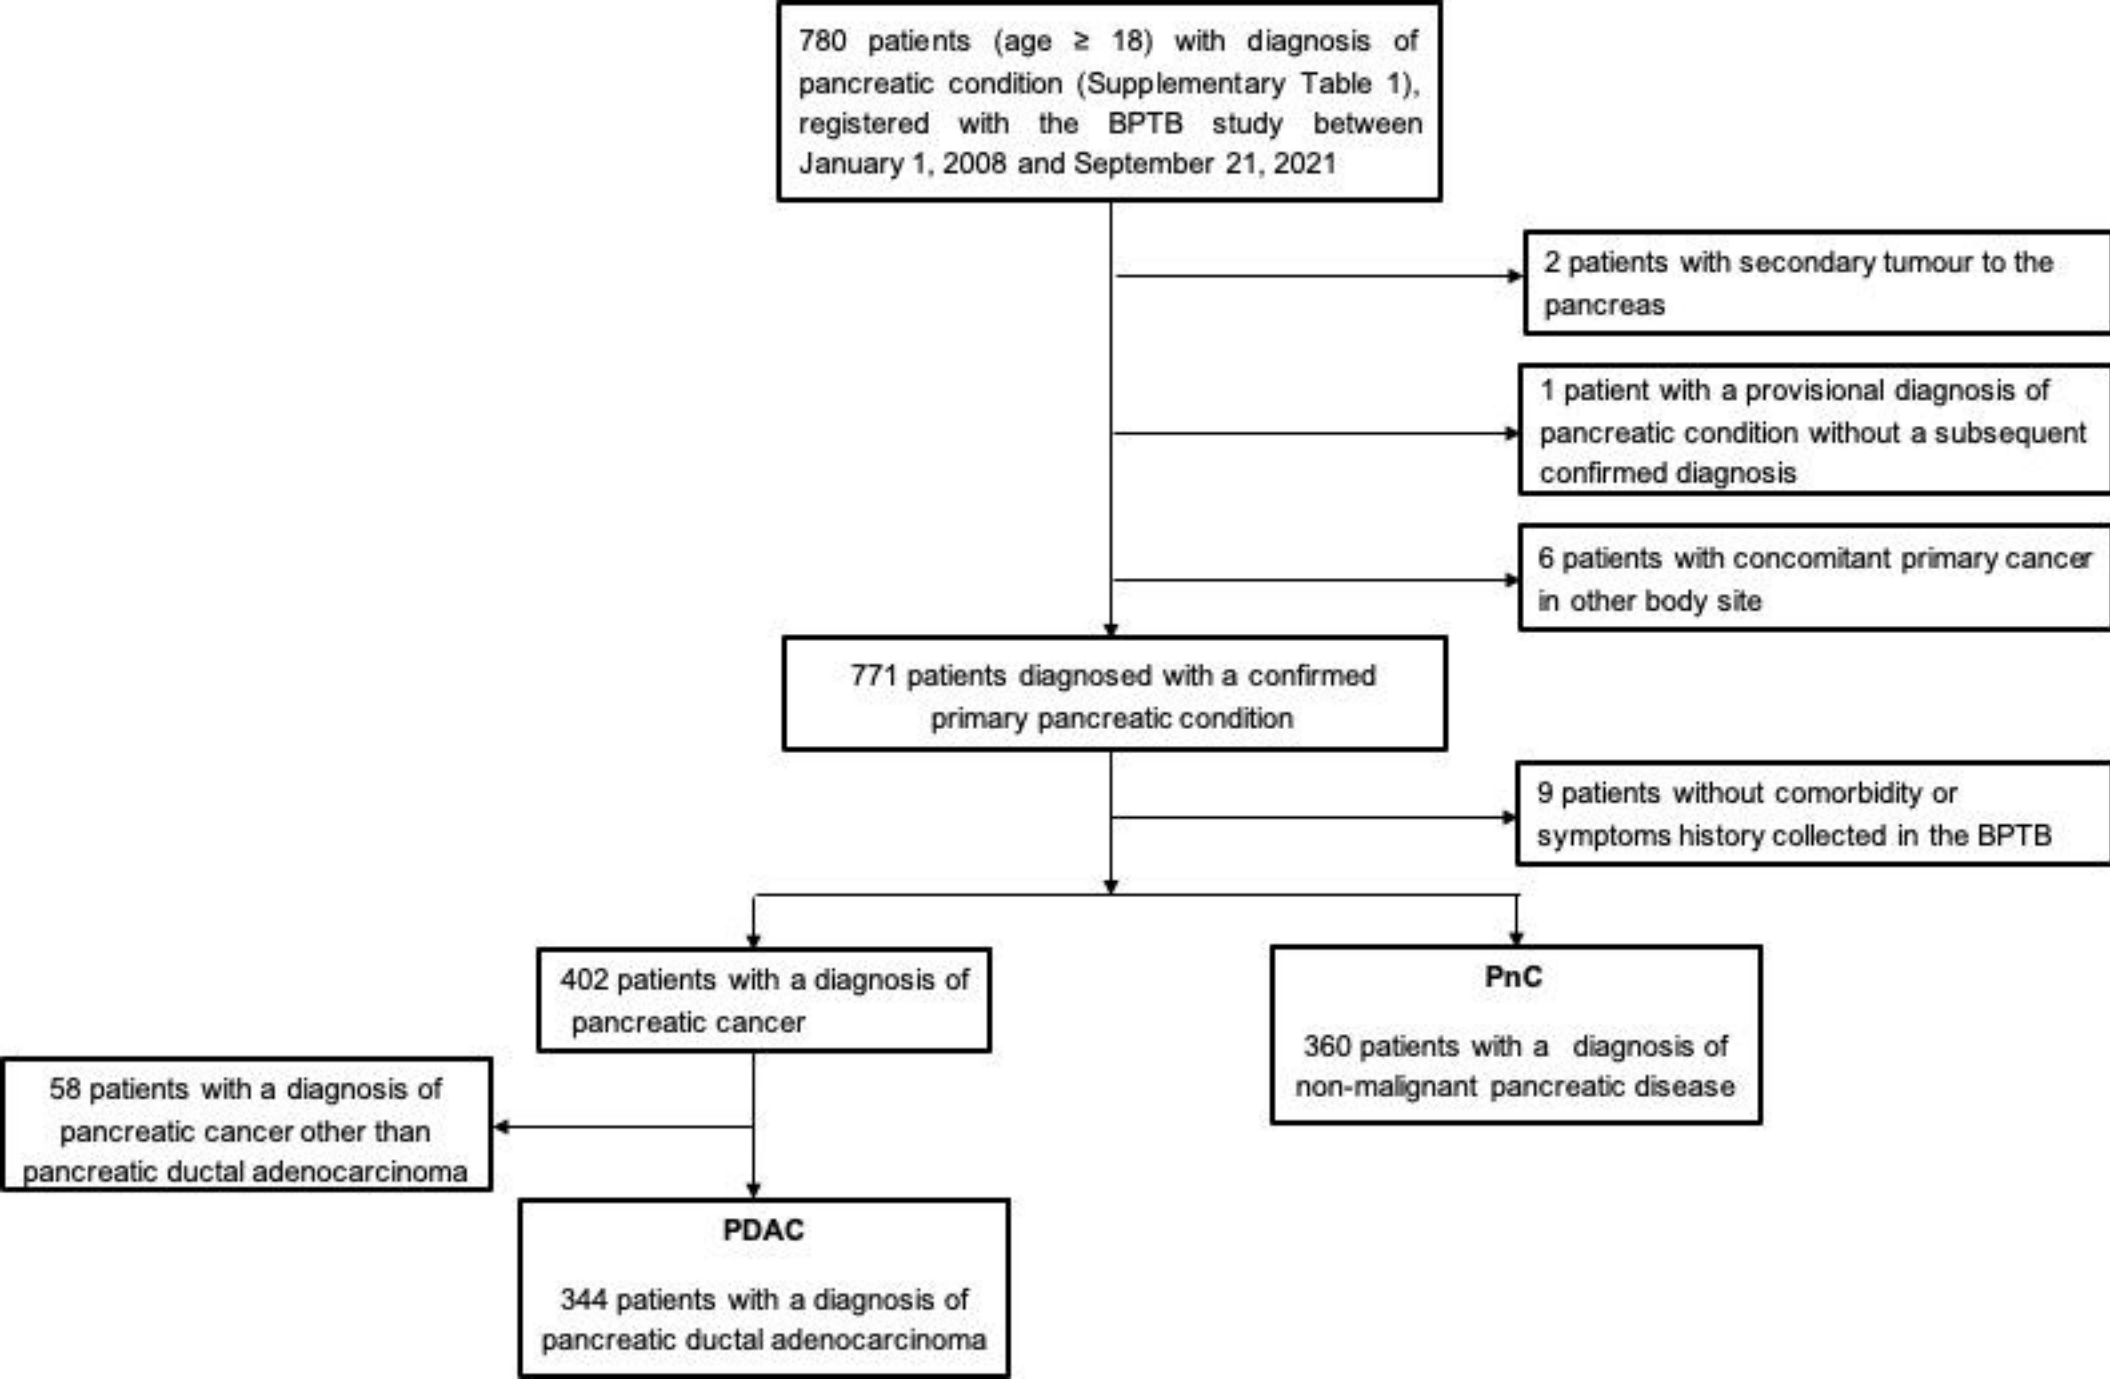 780 patients (age ≥ 18) with diagnosis of
pancreatic condition (Supplementary Table 1),
registered with the BPTB study between
January 1, 2008 and September 21, 2021
2 patients with secondary tumour to the
pancreas
1 patient with a provisional diagnosis of
pancreatic condition without a subsequent
confirmed diagnosis
6 patients with concomitant primary cancer
in other body site
771 patients diagnosed with a confirmed
primary pancreatic condition
9 patients without comorbidity or
symptoms history collected in the BPTB
402 patients with a diagnosis of
pancreatic cancer
PnC
360 patients with a diagnosis of
non-malignant pancreatic disease
58 patients with a diagnosis of
pancreatic cancer other than
pancreatic ductal adenocarcinoma
PDAC
344 patients with a diagnosis of
pancreatic ductal adenocarcinoma